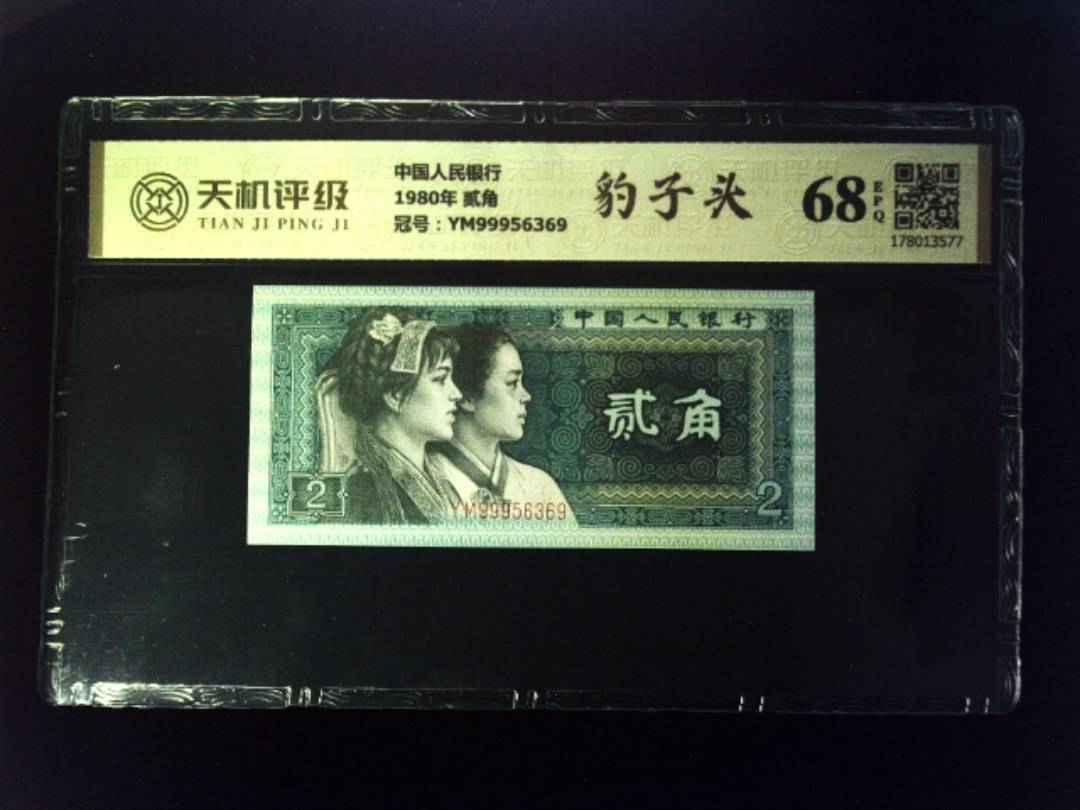 天机评级
TIAN JI PING JI
中国人民银行
1980年 贰角
冠号：YM99956369
豹子头
68
EPQ
178013577
中国人民银行
贰角
2
YM99956369
2